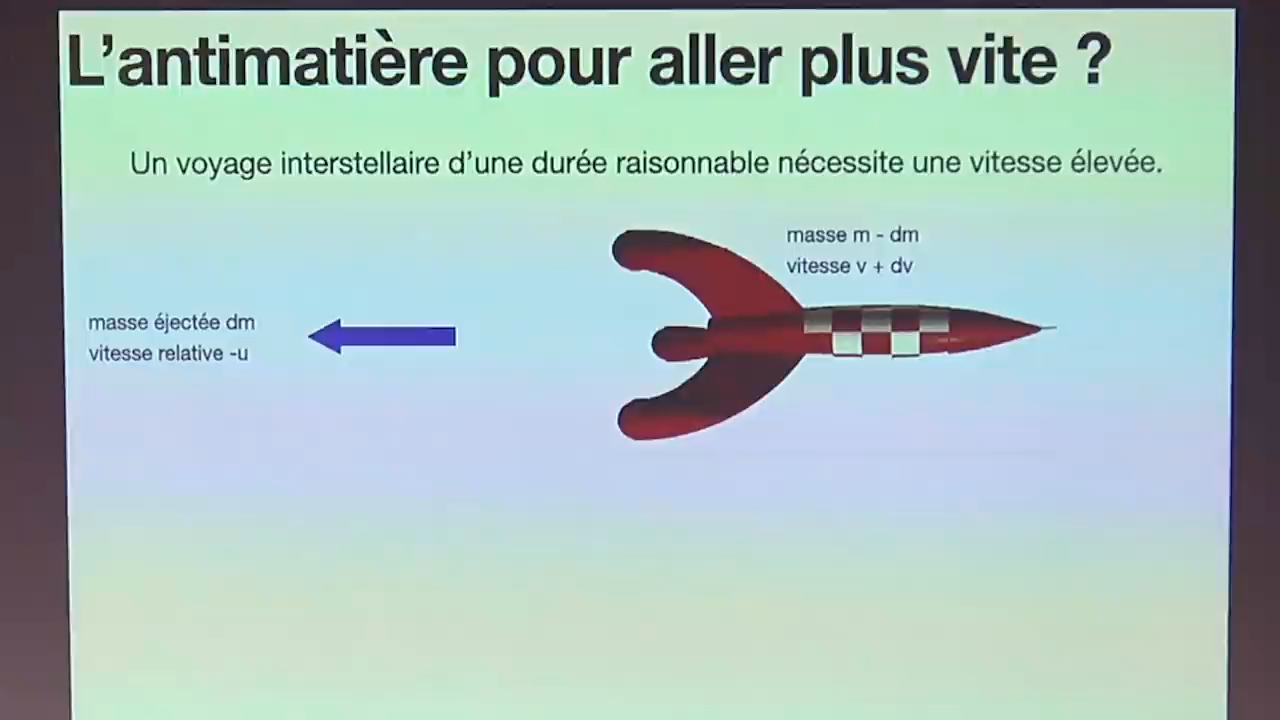 L'antimatière pour aller plus vite ?
Un voyage interstellaire d'une durée raisonnable nécessite une vitesse élevée.
masse m - dm
vitesse v + dv
masse éjectée dm
vitesse relative -u